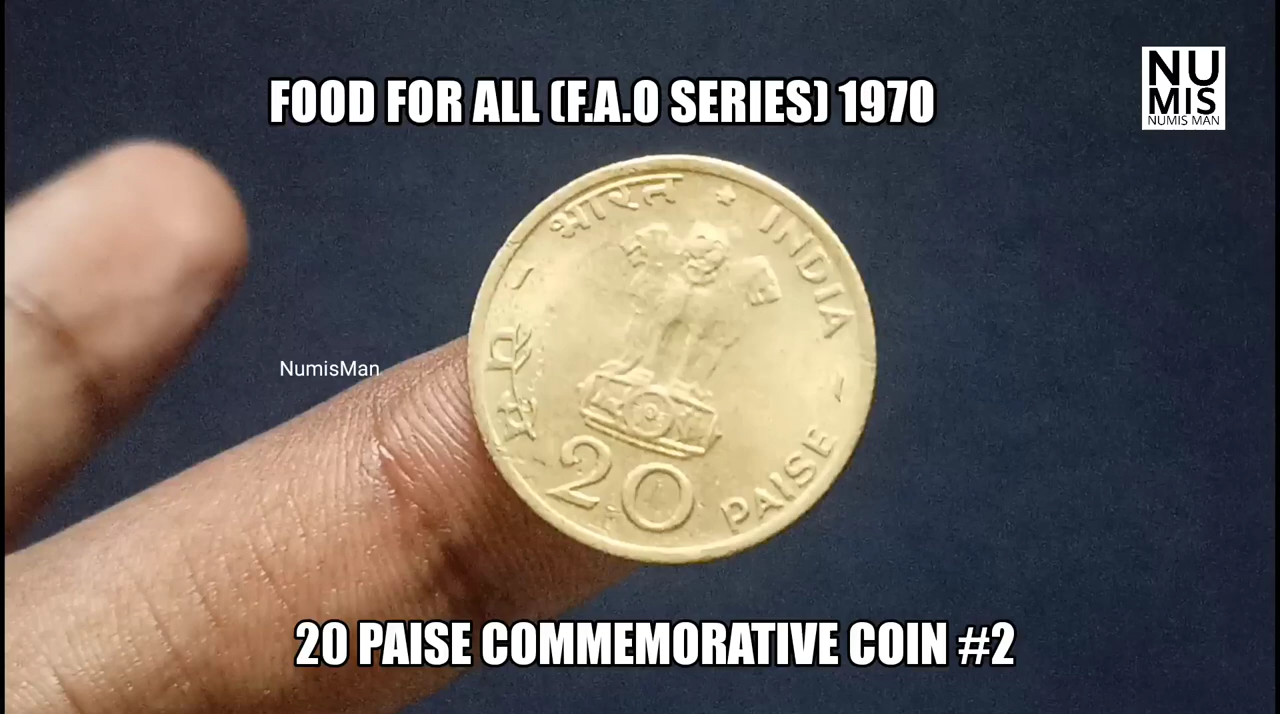 FOOD FOR ALL (F.A.O SERIES) 1970
NU
MIS
NUMIS MAN
भारत
INDIA
पैसे
20
PAISE
NumisMan
20 PAISE COMMEMORATIVE COIN #2